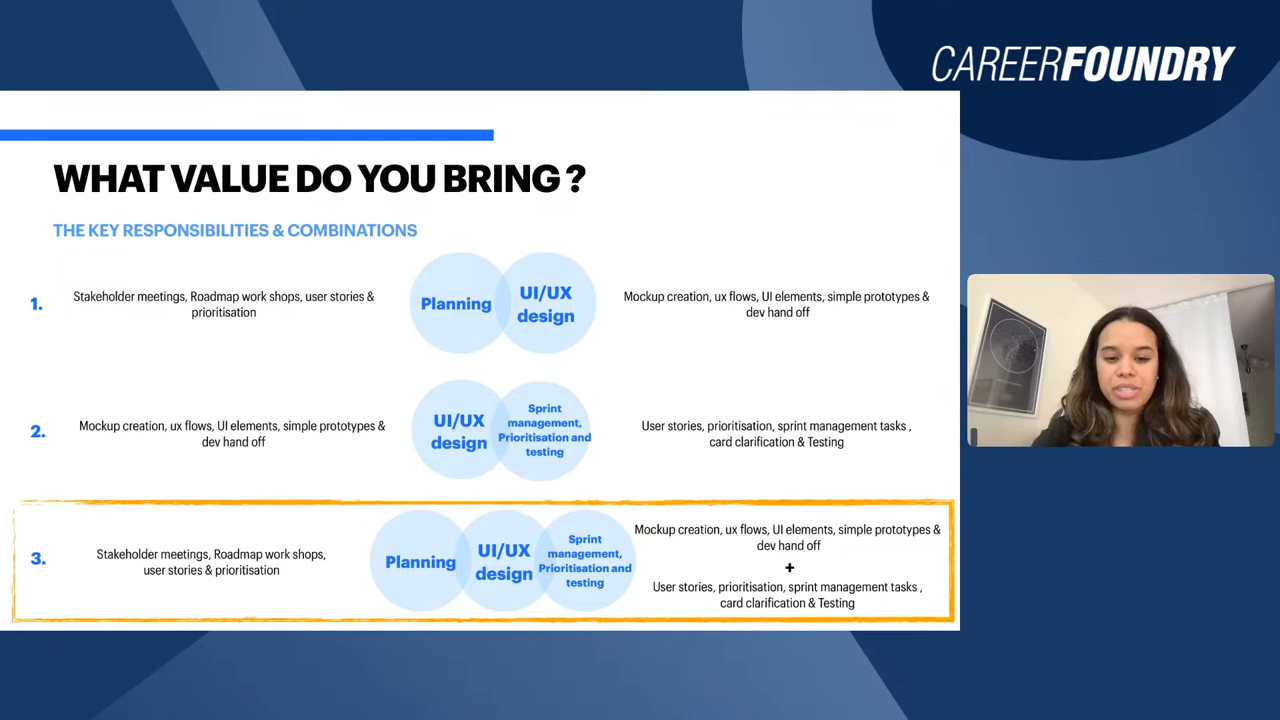 CAREERFOUNDRY
WHAT VALUE DO YOU BRING ?
THE KEY RESPONSIBILITIES & COMBINATIONS
1.
Stakeholder meetings, Roadmap work shops, user stories &
prioritisation
Planning
UI/UX
design
Mockup creation, ux flows, UI elements, simple prototypes &
dev hand off
2.
Mockup creation, ux flows, UI elements, simple prototypes &
dev hand off
UI/UX
design
Sprint
management,
Prioritisation and
testing
User stories, prioritisation, sprint management tasks ,
card clarification & Testing
3.
Stakeholder meetings, Roadmap work shops,
user stories & prioritisation
Planning
UI/UX
design
Sprint
management,
Prioritisation and
testing
Mockup creation, ux flows, UI elements, simple prototypes &
dev hand off
+
User stories, prioritisation, sprint management tasks ,
card clarification & Testing